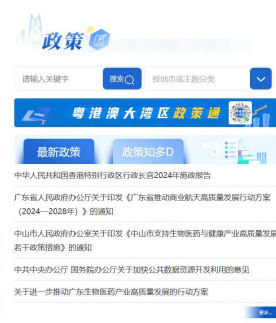 政策
请输入关键字
搜索
按地市或主题分类
粤港澳大湾区政策通
最新政策
政策知多D
中华人民共和国香港特别行政区行政长官2024年施政报告
广东省人民政府办公厅关于印发《广东省推动商业航天高质量发展行动方案
（2024—2028年）》的通知
中山市人民政府办公室关于印发《中山市支持生物医药与健康产业高质量发展
若干政策措施》的通知
中共中央办公厅 国务院办公厅关于加快公共数据资源开发利用的意见
关于进一步推动广东生物医药产业高质量发展的行动方案
更多...